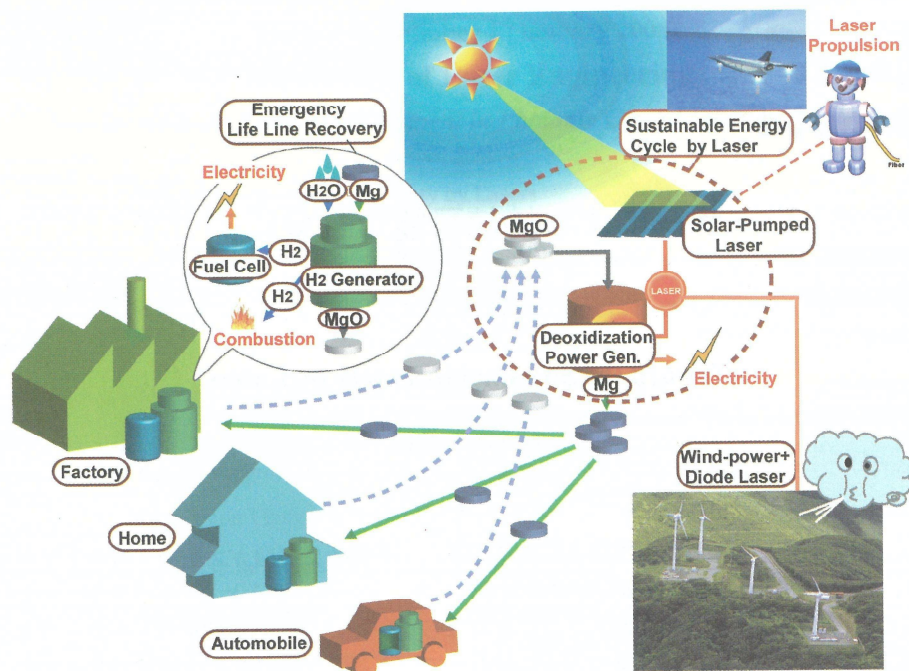 Laser
Propulsion
Fiber
Emergency
Life Line Recovery
Sustainable Energy
Cycle by Laser
Electricity
H2O
Mg
MgO
Solar-Pumped
Laser
Fuel Cell
H2
H2 Generator
H2
LASER
Combustion
MgO
Deoxidization
Power Gen.
Electricity
Mg
Factory
Wind-power+
Diode Laser
Home
Automobile